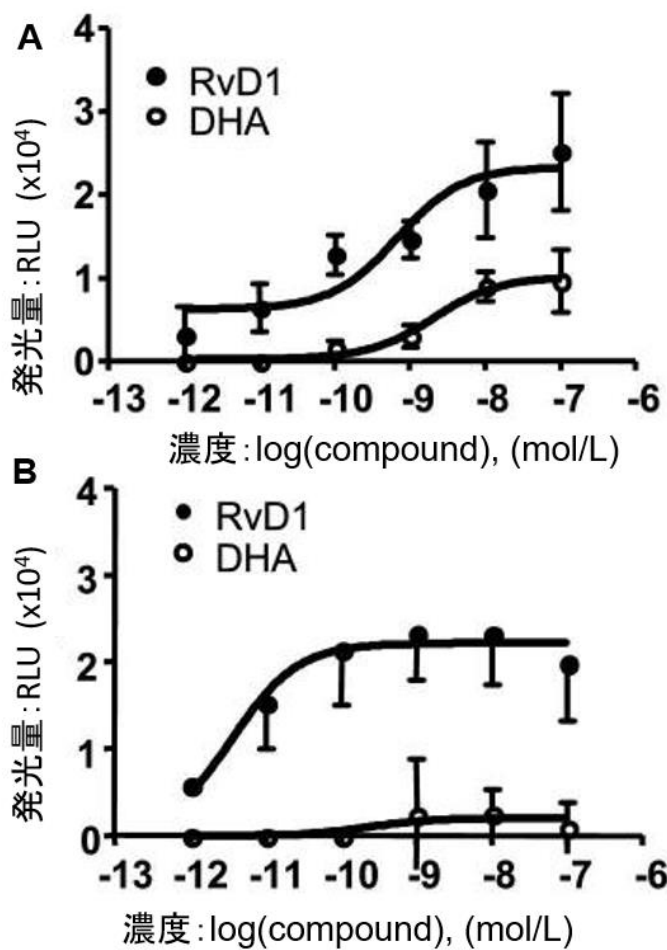 A
4
3
2
1
0
発光量:RLU (x10⁴)
RvD1
DHA
-13 -12 -11 -10 -9 -8 -7 -6
濃度:log(compound), (mol/L)
B
4
3
2
1
0
発光量:RLU (x10⁴)
RvD1
DHA
-13 -12 -11 -10 -9 -8 -7 -6
濃度:log(compound), (mol/L)